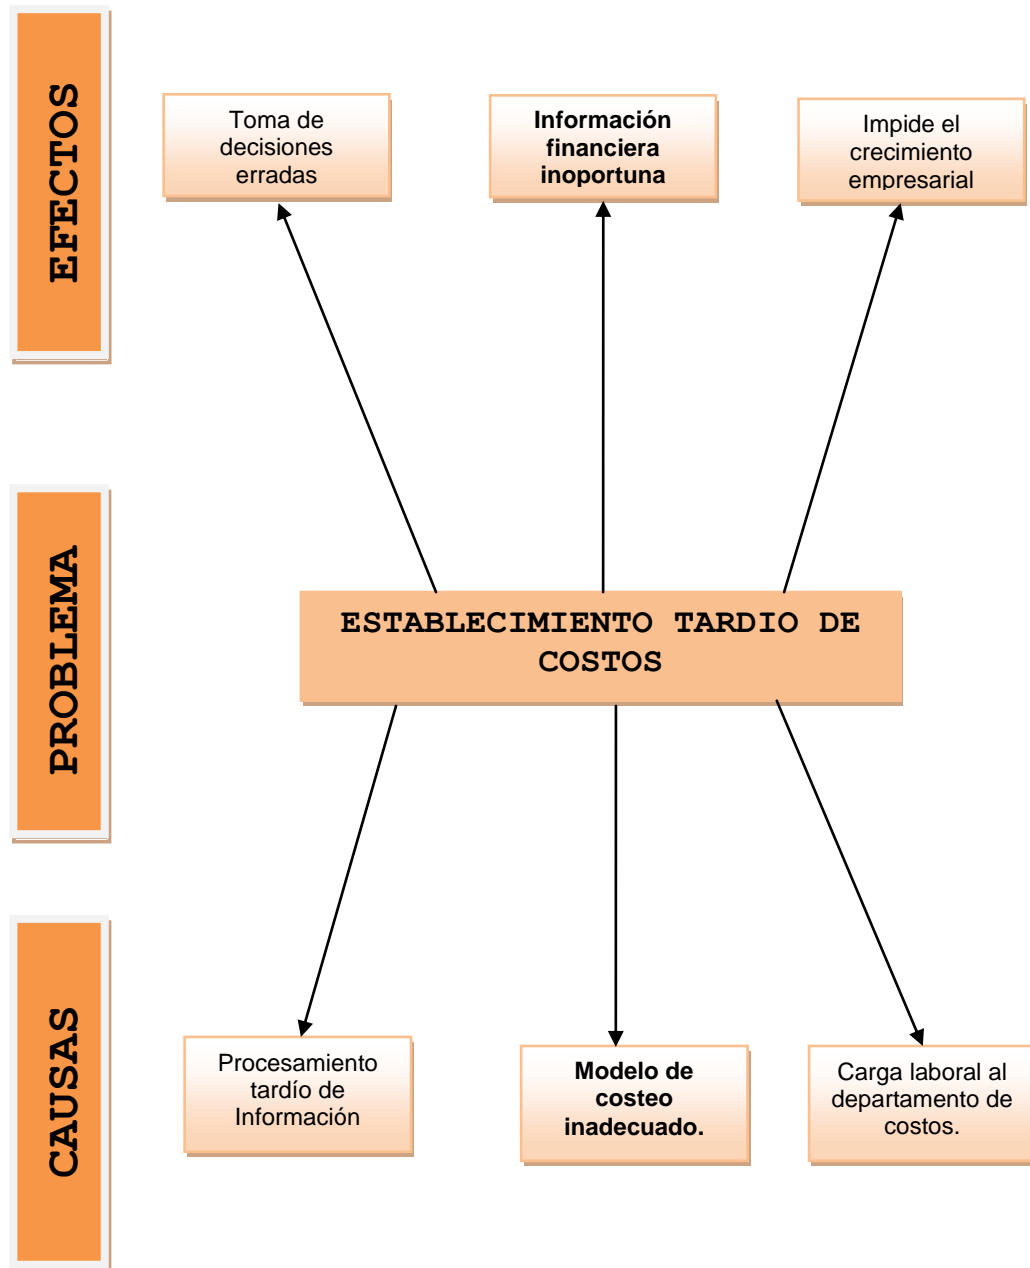 EFECTOS
Toma de
decisiones
erradas
Información
financiera
inoportuna
Impide el
crecimiento
empresarial
PROBLEMA
ESTABLECIMIENTO TARDIO DE
COSTOS
CAUSAS
Procesamiento
tardío de
Información
Modelo de
costeo
inadecuado.
Carga laboral al
departamento de
costos.